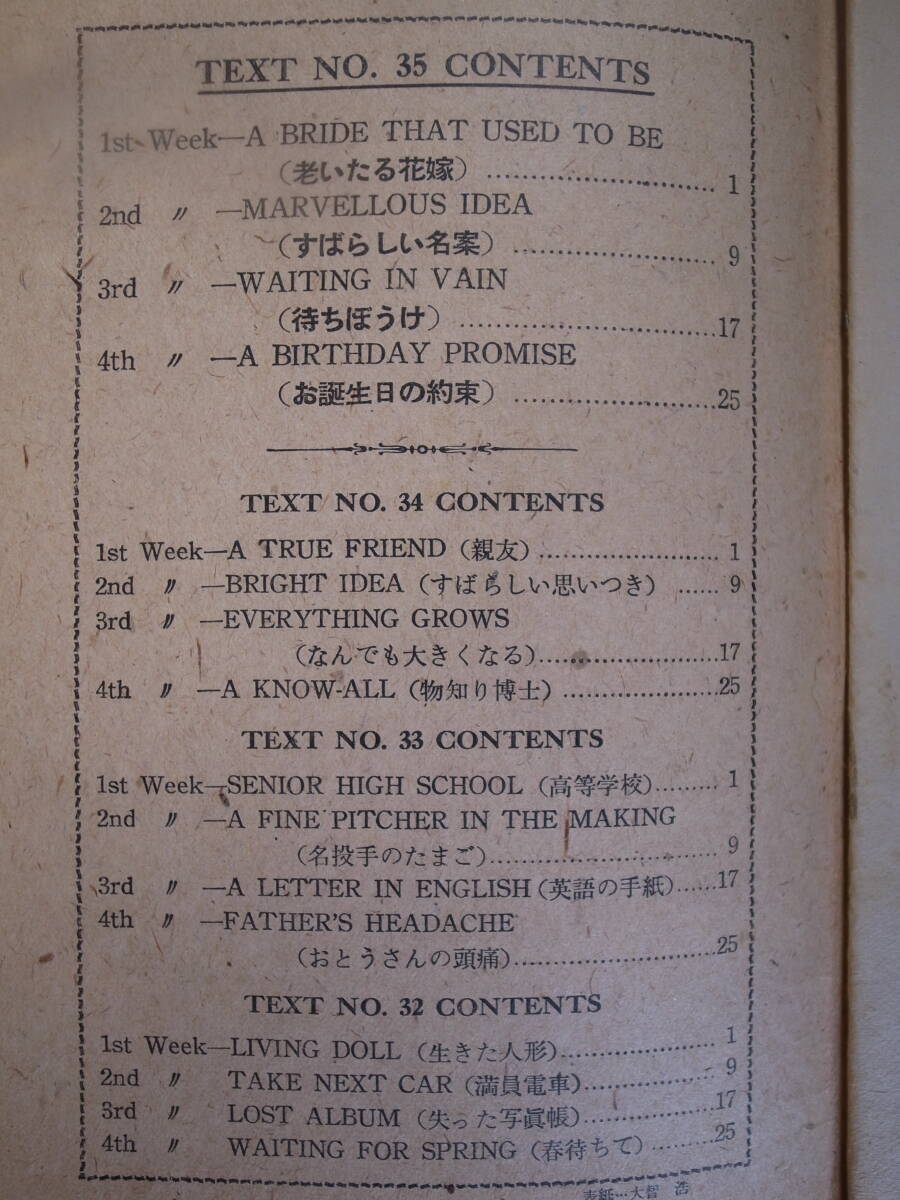 TEXT NO. 35 CONTENTS
1st Week—A BRIDE THAT USED TO BE
(老いたる花嫁) ........................ 1
2nd 〃 —MARVELLOUS IDEA
(すばらしい名案) ..................... 9
3rd 〃 —WAITING IN VAIN
(待ちぼうけ) ..........................17
4th 〃 —A BIRTHDAY PROMISE
(お誕生日の約束) .....................25
TEXT NO. 34 CONTENTS
1st Week—A TRUE FRIEND (親友) ..................... 1
2nd 〃 —BRIGHT IDEA (すばらしい思いつき) ...... 9
3rd 〃 —EVERYTHING GROWS
(なんでも大きくなる).....................17
4th 〃 —A KNOW-ALL (物知り博士) ..................25
TEXT NO. 33 CONTENTS
1st Week—SENIOR HIGH SCHOOL (高等学校)......... 1
2nd 〃 —A FINE PITCHER IN THE MAKING
(名投手のたまご)........................... 9
3rd 〃 —A LETTER IN ENGLISH (英語の手紙)......17
4th 〃 —FATHER'S HEADACHE
(おとうさんの頭痛)........................25
TEXT NO. 32 CONTENTS
1st Week—LIVING DOLL (生きた人形).................. 1
2nd 〃 TAKE NEXT CAR (満員電車)............... 9
3rd 〃 LOST ALBUM (失った写眞帳)...............17
4th 〃 WAITING FOR SPRING (春待ちて).........25
表紙…大智 浩